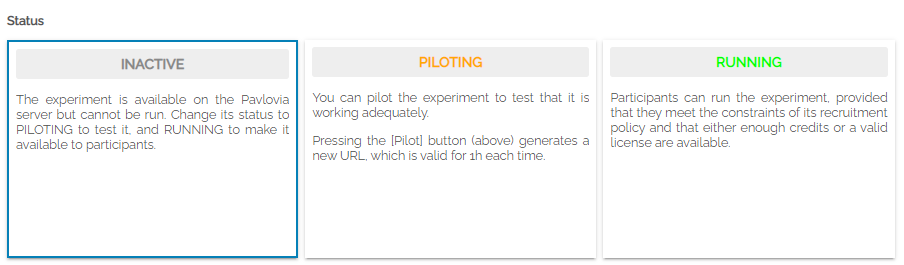 Status
INACTIVE
The experiment is available on the Pavlovia
server but cannot be run. Change its status to
PILOTING to test it, and RUNNING to make it
available to participants.
PILOTING
You can pilot the experiment to test that it is
working adequately.
Pressing the [Pilot] button (above) generates a
new URL, which is valid for 1h each time.
RUNNING
Participants can run the experiment, provided
that they meet the constraints of its recruitment
policy and that either enough credits or a valid
license are available.